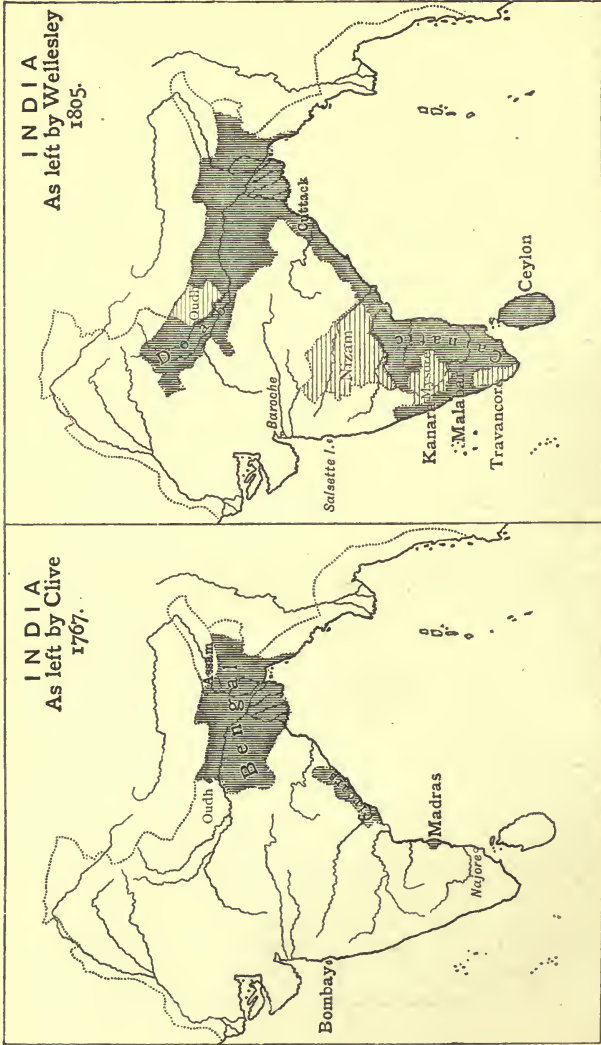 INDIA
As left by Clive
1767.
Assam
Bengal
Oudh
Madras
Najore
Bombay
INDIA
As left by Wellesley
1805.
Oudh
Doab
Cuttack
Baroche
Salsette I.
Nizam
Carnatic
Mysore
Kanara
Malabar
Travancore
Ceylon